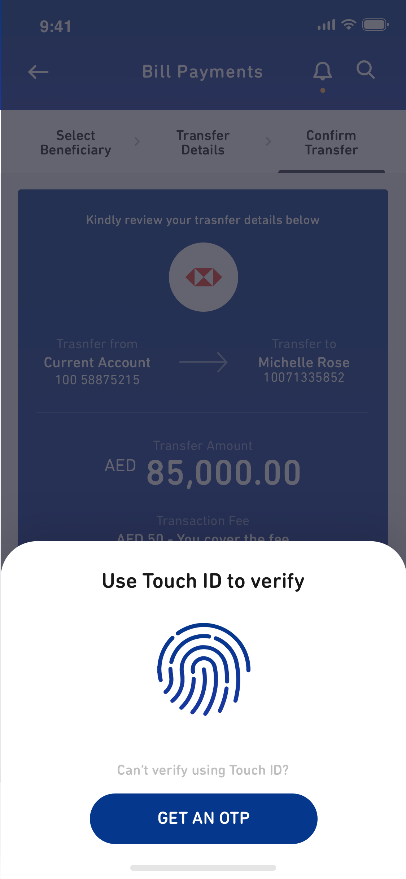 9:41
Bill Payments
Select
Beneficiary
Transfer
Details
Confirm
Transfer
Kindly review your trasnfer details below
Trasnfer from
Current Account
100 58875215
Transfer to
Michelle Rose
10071335852
Transfer Amount
AED 85,000.00
Transaction Fee
AED 50 - You cover the fee
Use Touch ID to verify
Can't verify using Touch ID?
GET AN OTP